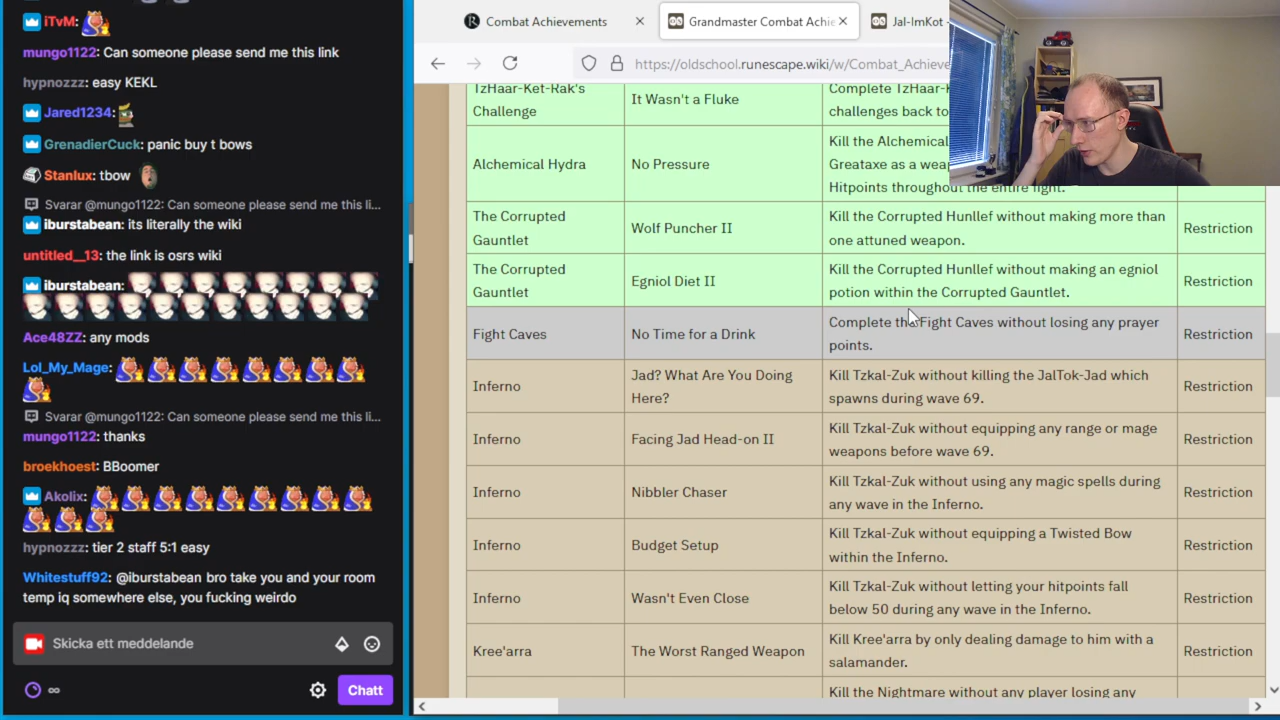 iTvM:
mungo1122: Can someone please send me this link
hypnozzz: easy KEKL
Jared1234:
GrenadierCuck: panic buy t bows
Stanlux: tbow
Svarar @mungo1122: Can someone please send me this li...
iburstabean: its literally the wiki
untitled__13: the link is osrs wiki
iburstabean:
Ace48ZZ: any mods
Lol_My_Mage:
Svarar @mungo1122: Can someone please send me this li...
mungo1122: thanks
broekhoest: BBoomer
Akolix:
hypnozzz: tier 2 staff 5:1 easy
Whitestuff92: @iburstabean bro take you and your room
temp iq somewhere else, you fucking weirdo
Skicka ett meddelande
∞
Chatt
Combat Achievements
Grandmaster Combat Achie
Jal-ImKot
https://oldschool.runescape.wiki/w/Combat_Achieve
TzHaar-Ket-Rak's
Challenge
It Wasn't a Fluke
Complete TzHaar-K
challenges back to
Alchemical Hydra
No Pressure
Kill the Alchemical
Greataxe as a weap
Hitpoints throughout the entire fight.
The Corrupted
Gauntlet
Wolf Puncher II
Kill the Corrupted Hunllef without making more than
one attuned weapon.
Restriction
The Corrupted
Gauntlet
Egniol Diet II
Kill the Corrupted Hunllef without making an egniol
potion within the Corrupted Gauntlet.
Restriction
Fight Caves
No Time for a Drink
Complete the Fight Caves without losing any prayer
points.
Restriction
Inferno
Jad? What Are You Doing
Here?
Kill Tzkal-Zuk without killing the JalTok-Jad which
spawns during wave 69.
Restriction
Inferno
Facing Jad Head-on II
Kill Tzkal-Zuk without equipping any range or mage
weapons before wave 69.
Restriction
Inferno
Nibbler Chaser
Kill Tzkal-Zuk without using any magic spells during
any wave in the Inferno.
Restriction
Inferno
Budget Setup
Kill Tzkal-Zuk without equipping a Twisted Bow
within the Inferno.
Restriction
Inferno
Wasn't Even Close
Kill Tzkal-Zuk without letting your hitpoints fall
below 50 during any wave in the Inferno.
Restriction
Kree'arra
The Worst Ranged Weapon
Kill Kree'arra by only dealing damage to him with a
salamander.
Restriction
Kill the Nightmare without any player losing any